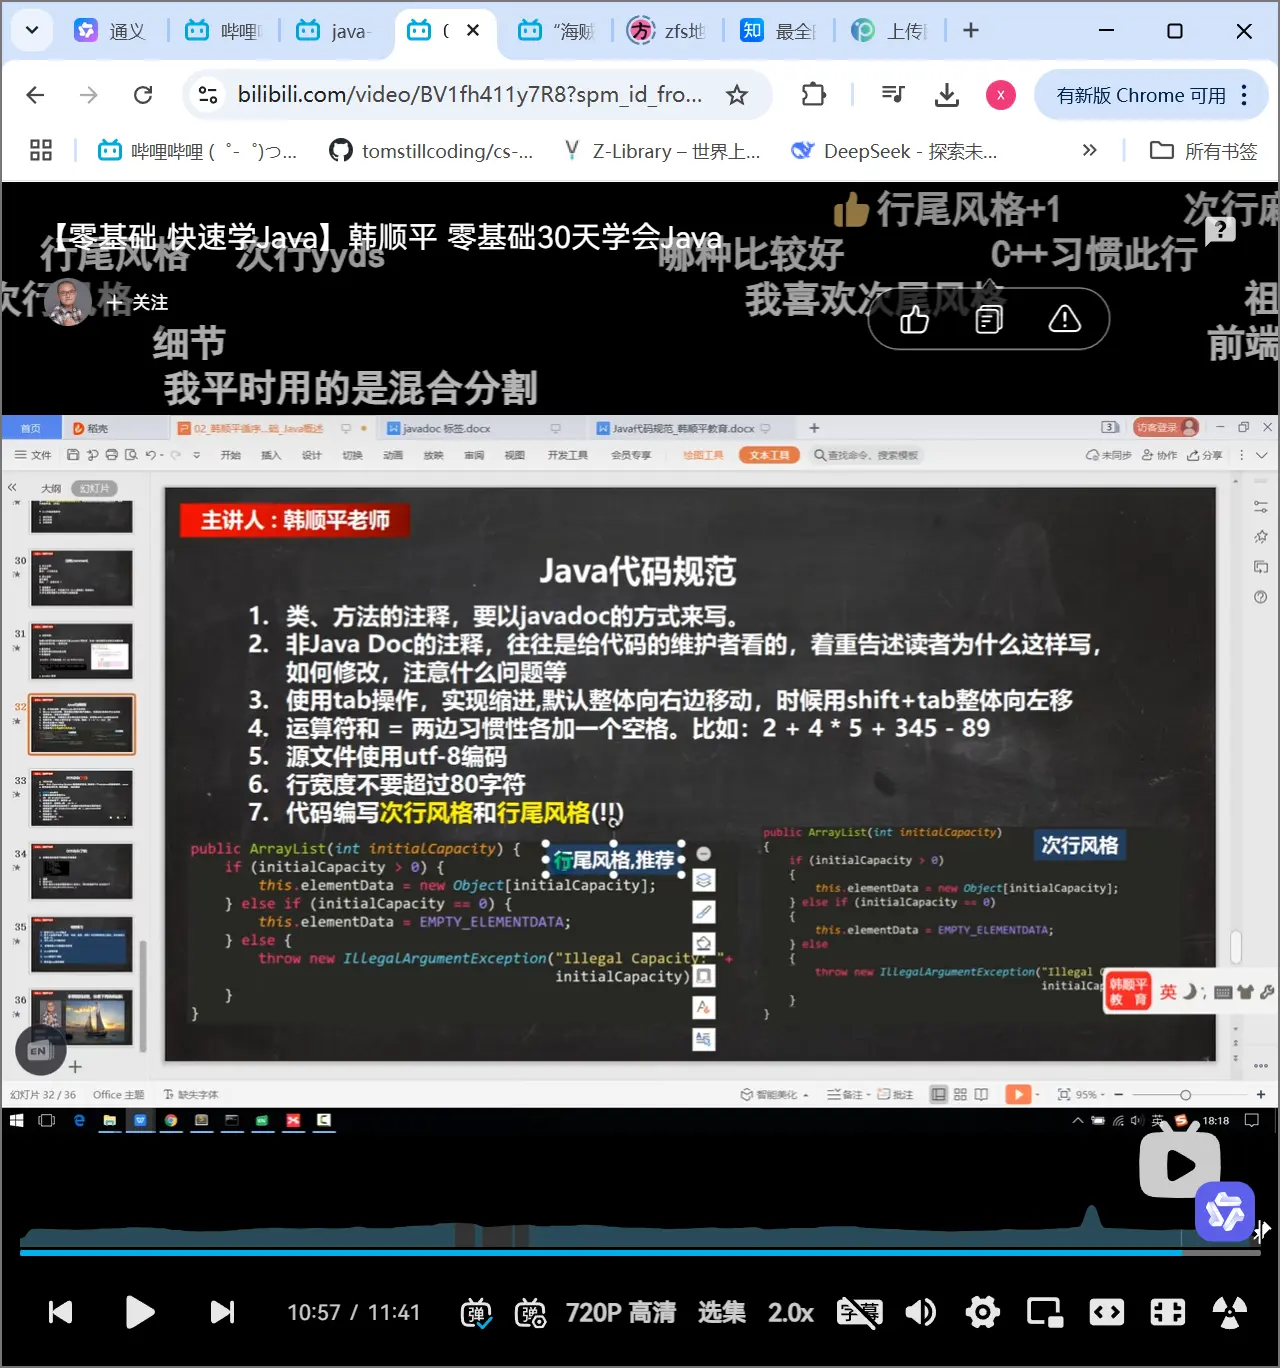 通义
哔哩
java-
(
“海贼
zfs地
知
最全
上传
bilibili.com/video/BV1fh411y7R8?spm_id_fro...
X
有新版 Chrome 可用
哔哩哔哩 (゜-゜)つ...
tomstillcoding/cs-...
Z-Library – 世界上...
DeepSeek - 探索未...
所有书签
行尾风格+1
次行麻
【零基础 快速学Java】韩顺平 零基础30天学会Java
行尾风格
次行yyds
哪种比较好
C++习惯此行
次行
格
+ 关注
我喜欢次尾风格
祖
细节
前端
我平时用的是混合分割
首页
稻壳
02_韩顺平循序...础_Java概述
javadoc 标签.docx
Java代码规范_韩顺平教育.docx
+
3
访客登录
文件
开始
插入
设计
切换
动画
放映
审阅
视图
开发工具
会员专享
绘图工具
文本工具
查找命令、搜索模板
未同步
协作
分享
大纲
幻灯片
30
31
32
33
34
35
36
主讲人：韩顺平老师
Java代码规范
1. 类、方法的注释，要以javadoc的方式来写。
2. 非Java Doc的注释，往往是给代码的维护者看的，着重告述读者为什么这样写，
如何修改，注意什么问题等
3. 使用tab操作，实现缩进,默认整体向右边移动，时候用shift+tab整体向左移
4. 运算符和 = 两边习惯性各加一个空格。比如：2 + 4 * 5 + 345 - 89
5. 源文件使用utf-8编码
6. 行宽度不要超过80字符
7. 代码编写次行风格和行尾风格(!!)
行尾风格,推荐
public ArrayList(int initialCapacity) {
if (initialCapacity > 0) {
this.elementData = new Object[initialCapacity];
} else if (initialCapacity == 0) {
this.elementData = EMPTY_ELEMENTDATA;
} else {
throw new IllegalArgumentException("Illegal Capacity: "+
initialCapacity)
}
}
次行风格
public ArrayList(int initialCapacity)
{
if (initialCapacity > 0)
{
this.elementData = new Object[initialCapacity];
} else if (initialCapacity == 0)
{
this.elementData = EMPTY_ELEMENTDATA;
} else
{
throw new IllegalArgumentException("Illegal C
initialCap
}
}
韩顺平
教 育
英
EN
幻灯片 32 / 36
Office 主题
缺失字体
智能美化
备注
批注
95%
英
18:18
10:57 / 11:41
弹
弹
720P 高清
选集
2.0x
字幕